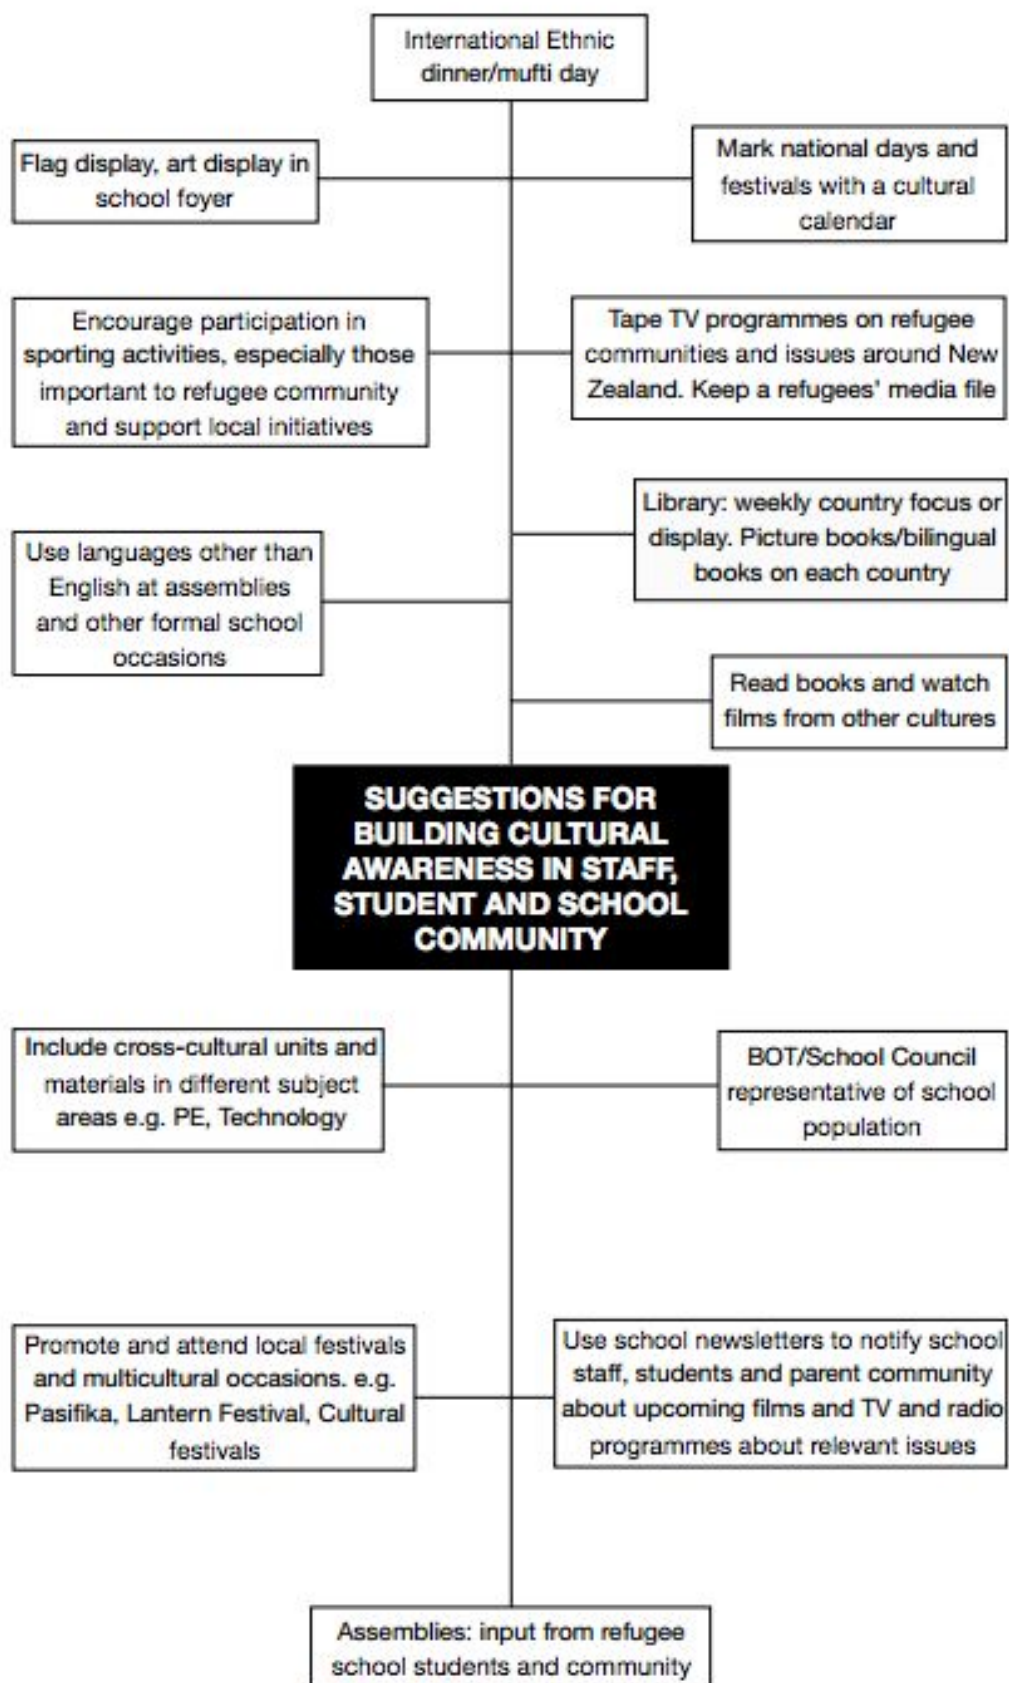 International Ethnic
dinner/mufti day
Flag display, art display in
school foyer
Mark national days and
festivals with a cultural
calendar
Encourage participation in
sporting activities, especially those
important to refugee community
and support local initiatives
Tape TV programmes on refugee
communities and issues around New
Zealand. Keep a refugees' media file
Library: weekly country focus or
display. Picture books/bilingual
books on each country
Use languages other than
English at assemblies
and other formal school
occasions
Read books and watch
films from other cultures
SUGGESTIONS FOR
BUILDING CULTURAL
AWARENESS IN STAFF,
STUDENT AND SCHOOL
COMMUNITY
Include cross-cultural units and
materials in different subject
areas e.g. PE, Technology
BOT/School Council
representative of school
population
Promote and attend local festivals
and multicultural occasions. e.g.
Pasifika, Lantern Festival, Cultural
festivals
Use school newsletters to notify school
staff, students and parent community
about upcoming films and TV and radio
programmes about relevant issues
Assemblies: input from refugee
school students and community